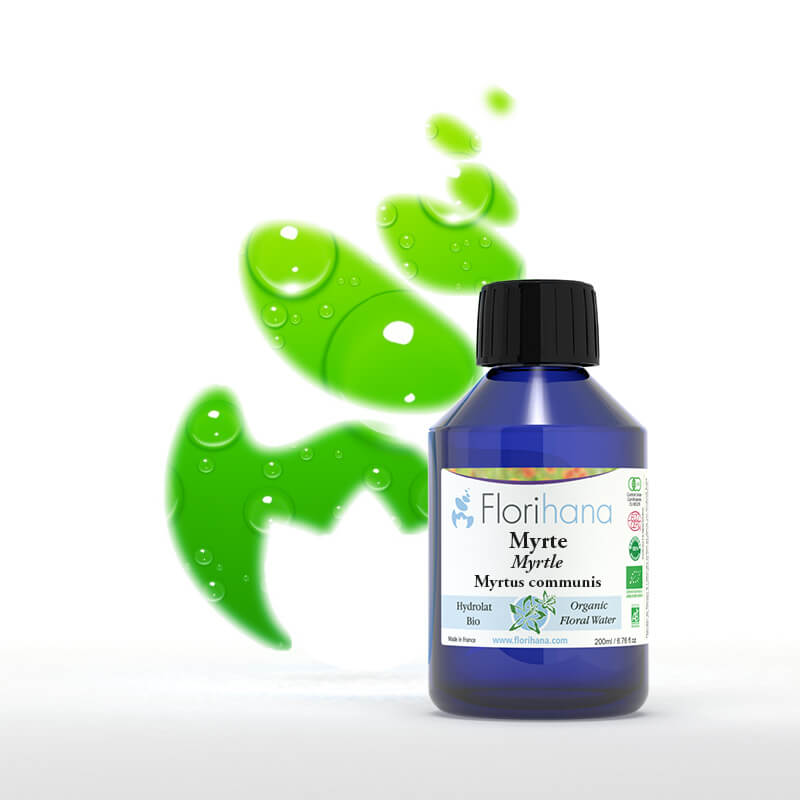 Florihana
Myrte
Myrtle
Myrtus communis
Hydrolat
Bio
Organic
Floral Water
Made in France
www.florihana.com
200ml / 6.76 fl oz